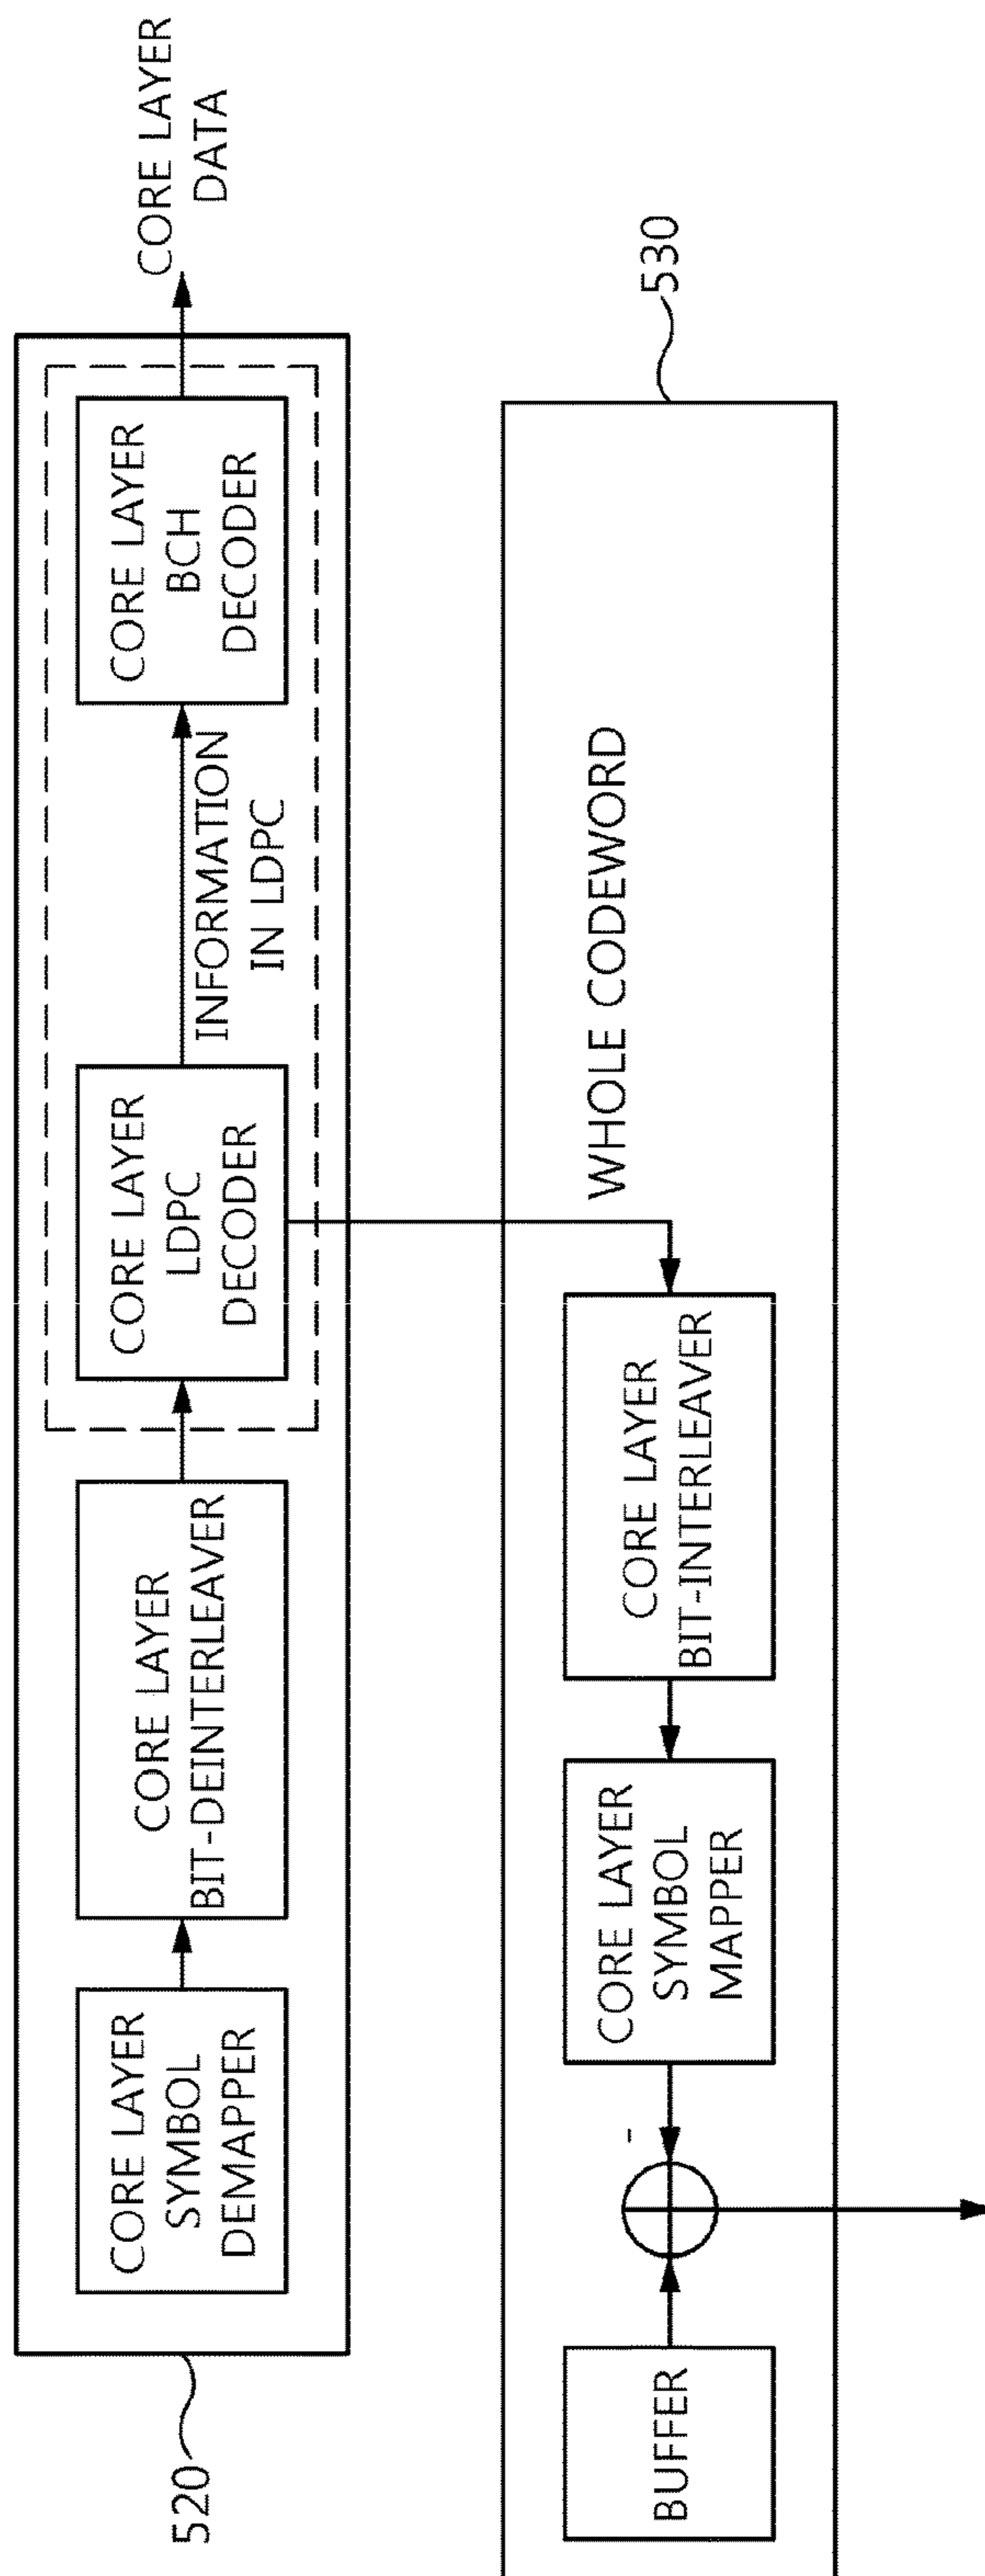 520
CORE LAYER
SYMBOL
DEMAPPER
CORE LAYER
BIT-DEINTERLEAVER
CORE LAYER
LDPC
DECODER
INFORMATION
IN LDPC
CORE LAYER
BCH
DECODER
CORE LAYER
DATA
530
WHOLE CODEWORD
BUFFER
-
CORE LAYER
SYMBOL
MAPPER
CORE LAYER
BIT-INTERLEAVER